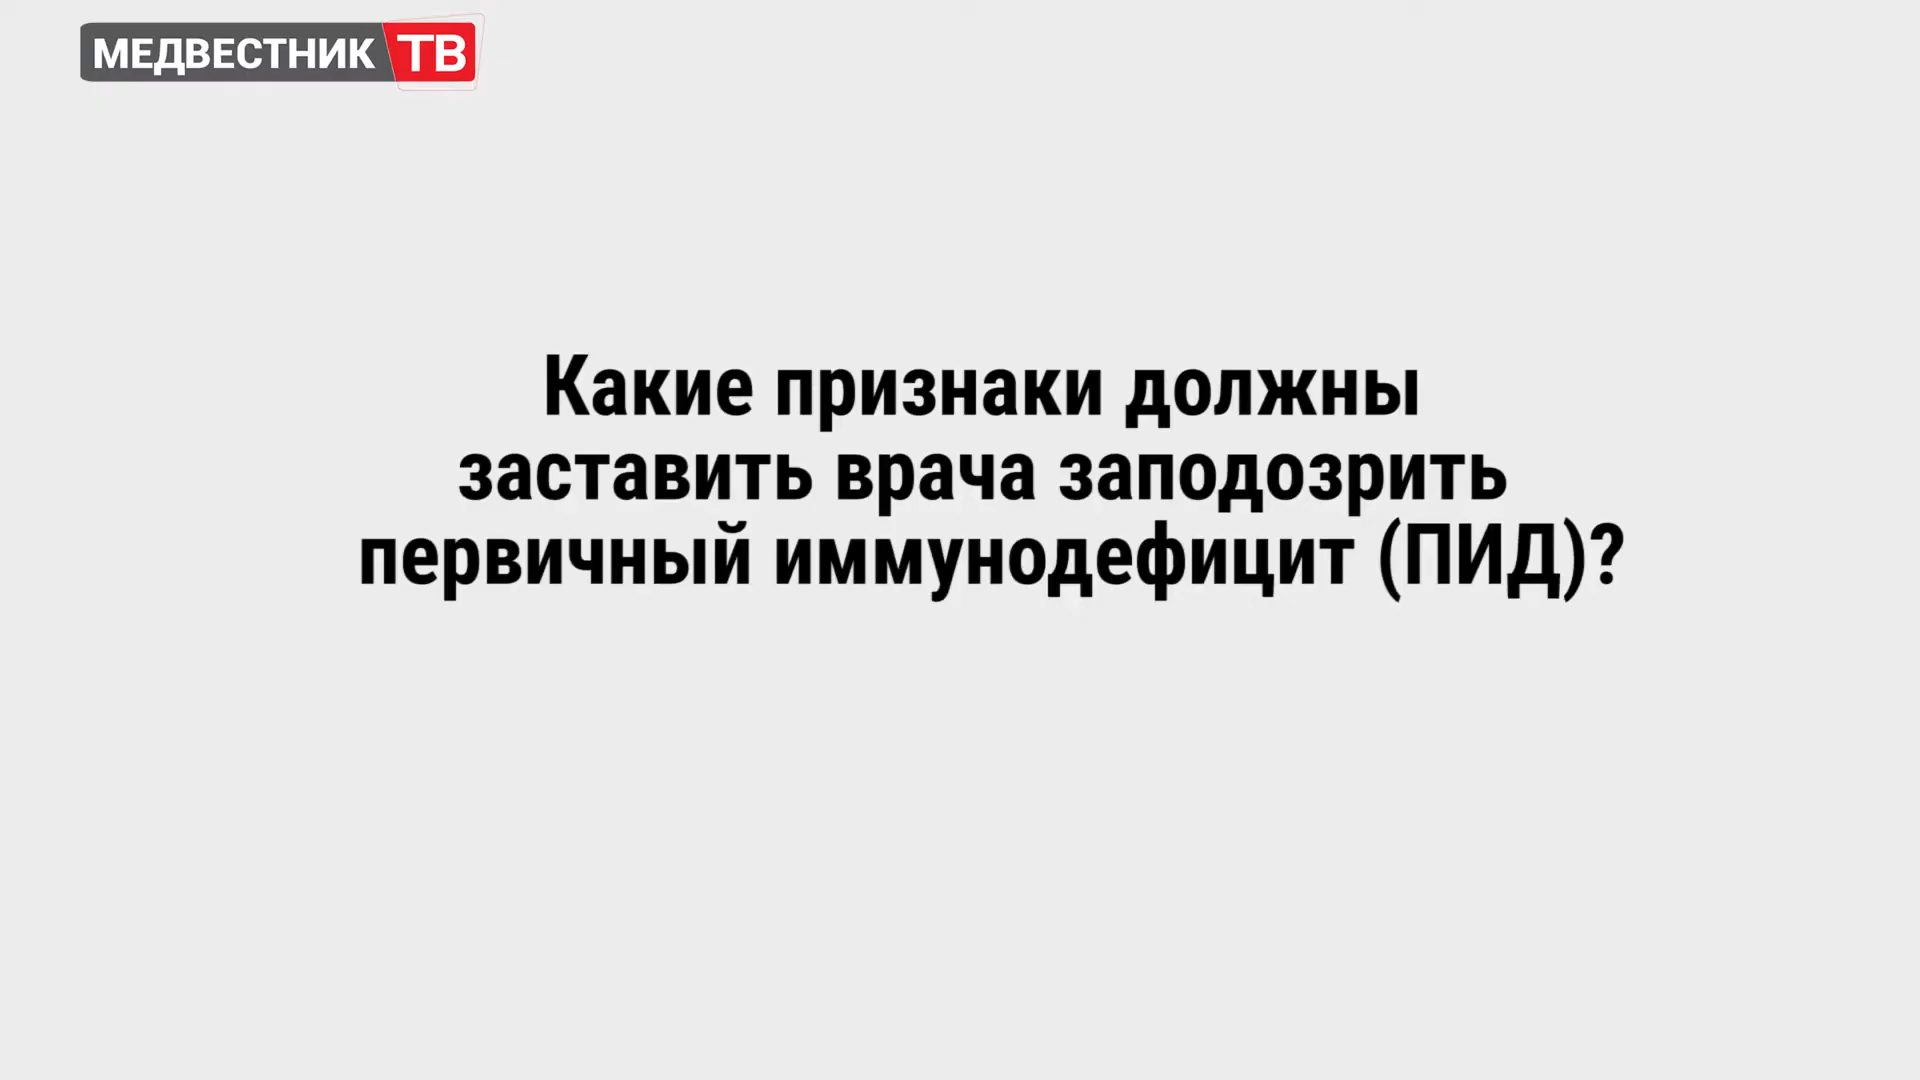 МЕДВЕСТНИК ТВ
Какие признаки должны
заставить врача заподозрить
первичный иммунодефицит (ПИД)?